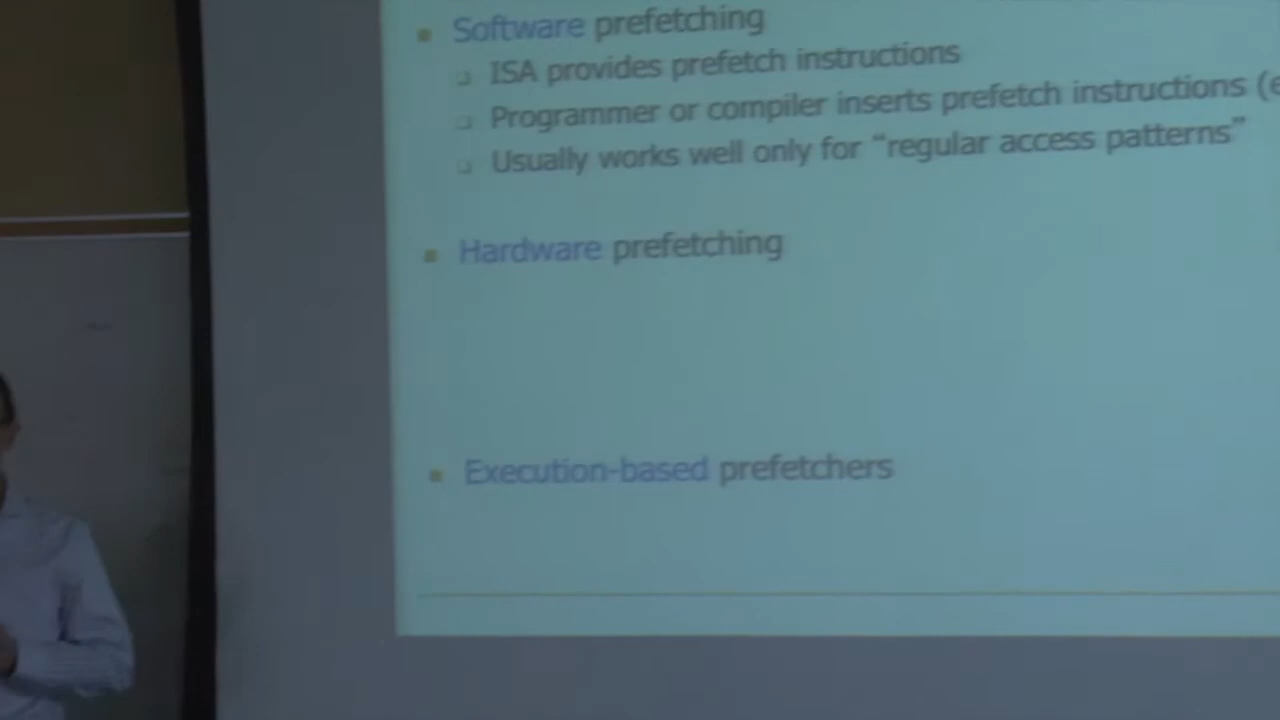 Software prefetching
ISA provides prefetch instructions
Programmer or compiler inserts prefetch instructions (e
Usually works well only for “regular access patterns”
Hardware prefetching
Execution-based prefetchers